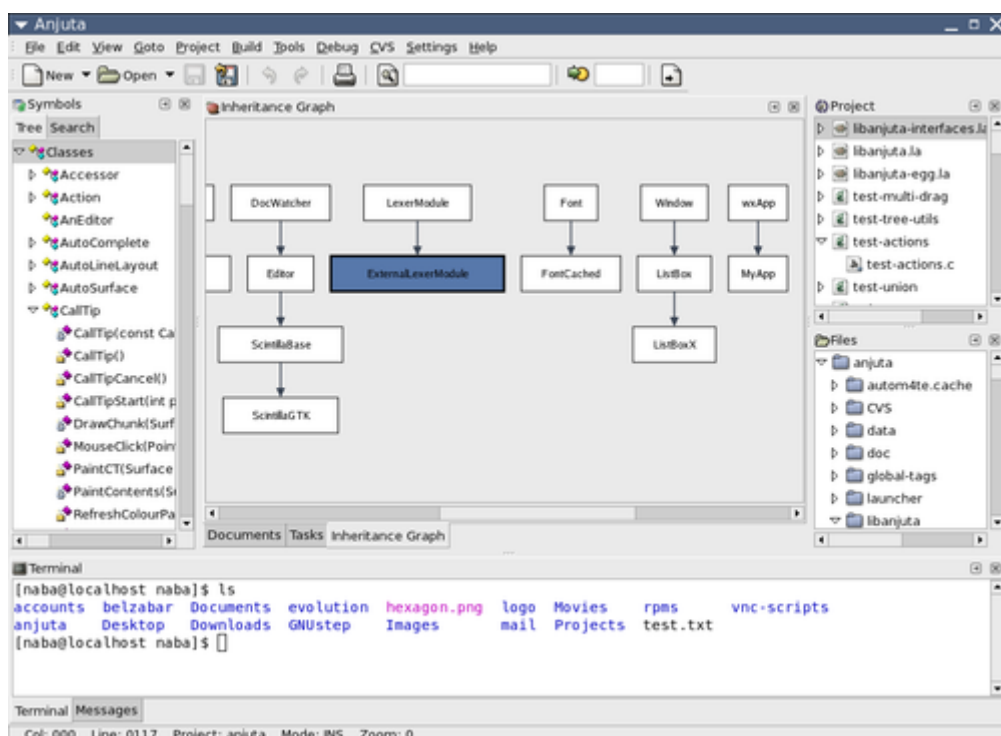 Anjuta
File Edit View Goto Project Build Tools Debug CVS Settings Help
New Open
Symbols
Tree Search
Classes
Accessor
Action
AnEditor
AutoComplete
AutoLineLayout
AutoSurface
CallTip
CallTip(const Ca
CallTip()
CallTipCancel()
CallTipStart(int p
DrawChunk(Surf
MouseClick(Poin
PaintCT(Surface
PaintContents(Su
RefreshColourPa
Inheritance Graph
DocWatcher LexerModule Font Window wxApp
Editor ExternalLexerModule FontCached ListBox MyApp
ScintillaBase ListBoxX
ScintillaGTK
Documents Tasks Inheritance Graph
Project
libanjuta-interfaces.la
libanjuta.la
libanjuta-egg.la
test-multi-drag
test-tree-utils
test-actions
test-actions.c
test-union
Files
anjuta
autom4te.cache
CVS
data
doc
global-tags
launcher
libanjuta
Terminal
[naba@localhost naba]$ ls
accounts belzabar Documents evolution hexagon.png logo Movies rpms vnc-scripts
anjuta Desktop Downloads GNUstep Images mail Projects test.txt
[naba@localhost naba]$
Terminal Messages
Col: 000 Line: 0117 Project: anjuta Mode: INS Zoom: 0